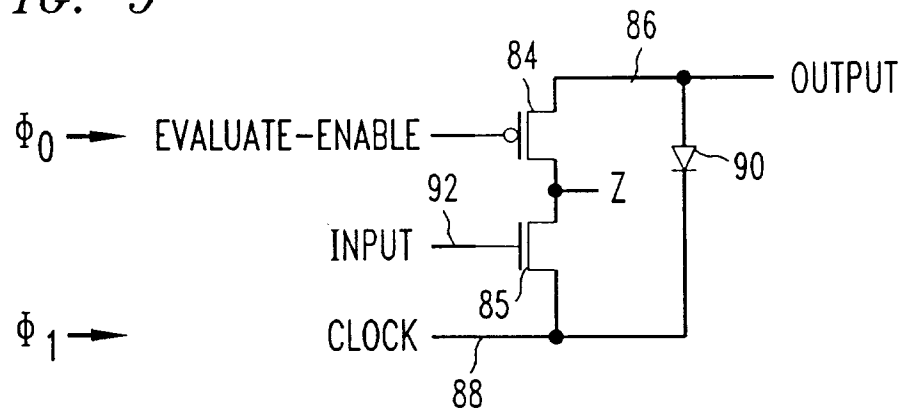 86
84
OUTPUT
Φ0
EVALUATE-ENABLE
90
Z
92
INPUT
85
Φ1
CLOCK
88